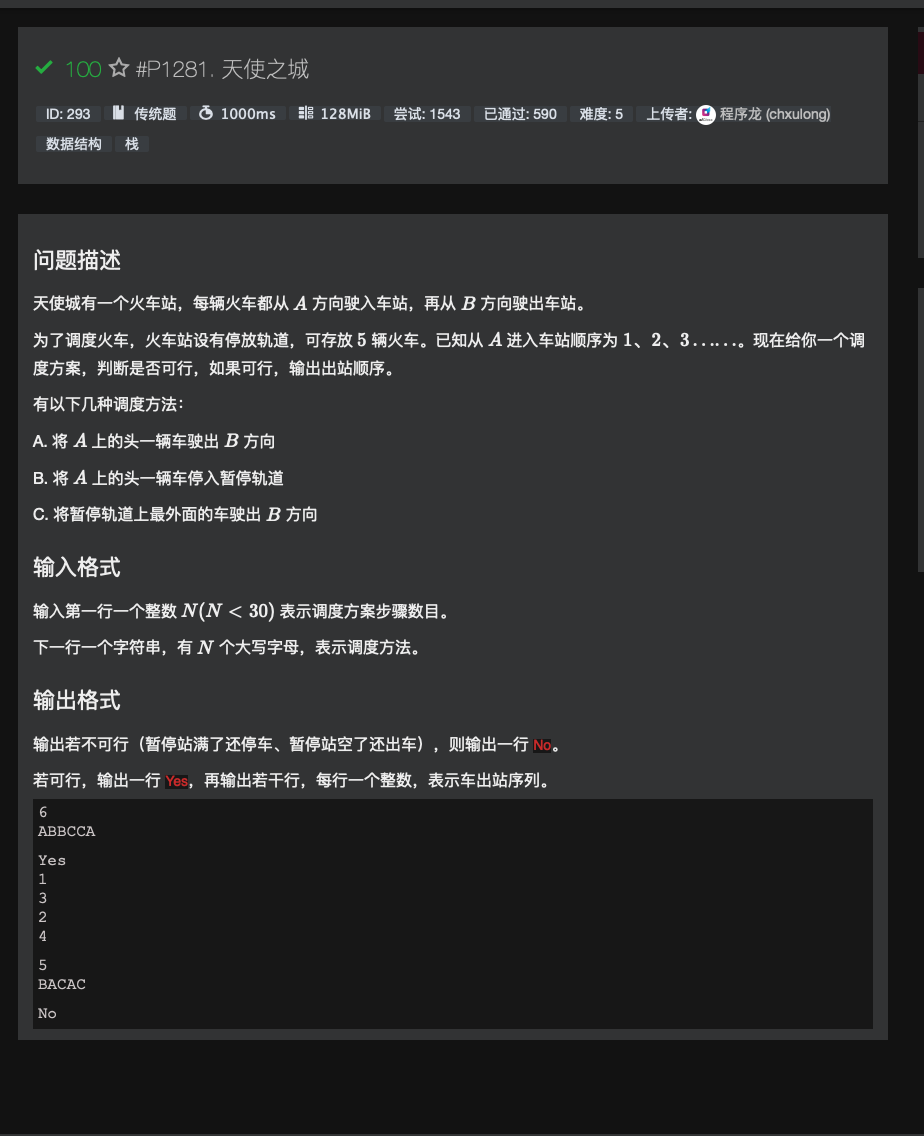 100 #P1281. 天使之城
ID: 293 传统题 1000ms 128MiB 尝试: 1543 已通过: 590 难度: 5 上传者: 程序龙 (chxulong)
数据结构 栈
问题描述
天使城有一个火车站，每辆火车都从 A 方向驶入车站，再从 B 方向驶出车站。
为了调度火车，火车站设有停放轨道，可存放 5 辆火车。已知从 A 进入车站顺序为 1、2、3……。现在给你一个调
度方案，判断是否可行，如果可行，输出出站顺序。
有以下几种调度方法：
A. 将 A 上的头一辆车驶出 B 方向
B. 将 A 上的头一辆车停入暂停轨道
C. 将暂停轨道上最外面的车驶出 B 方向
输入格式
输入第一行一个整数 N(N < 30) 表示调度方案步骤数目。
下一行一个字符串，有 N 个大写字母，表示调度方法。
输出格式
输出若不可行（暂停站满了还停车、暂停站空了还出车），则输出一行 No。
若可行，输出一行 Yes，再输出若干行，每行一个整数，表示车出站序列。
6
ABBCCA
Yes
1
3
2
4
5
BACAC
No